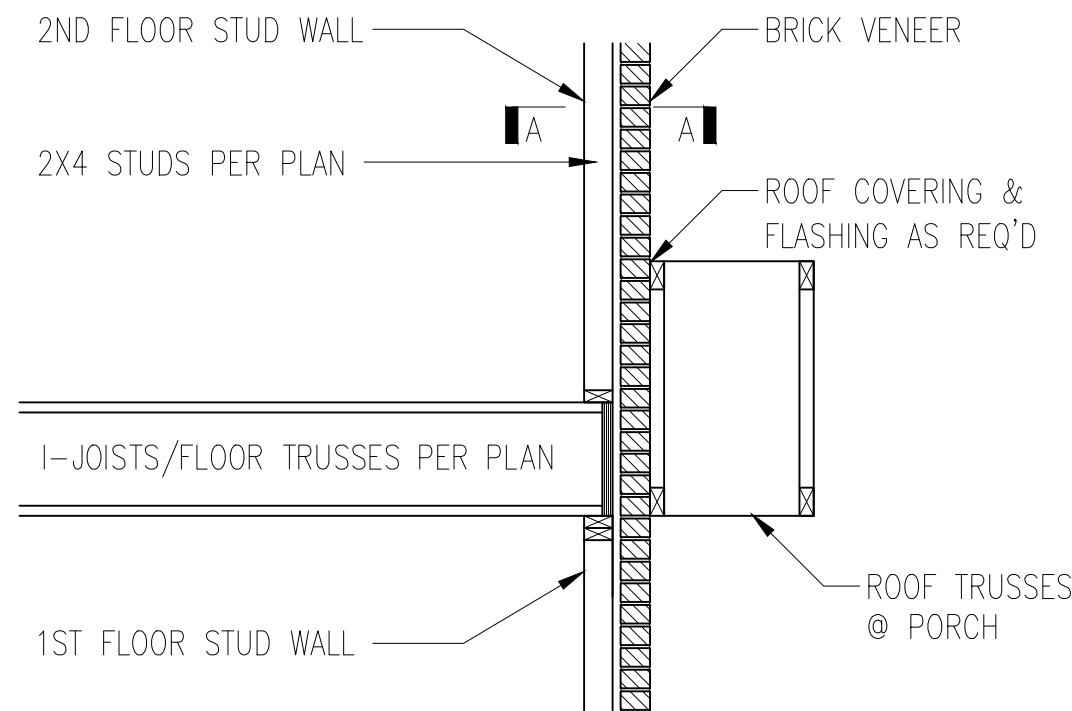 2ND FLOOR STUD WALL
BRICK VENEER
A
A
2X4 STUDS PER PLAN
ROOF COVERING &
FLASHING AS REQ'D
I-JOISTS/FLOOR TRUSSES PER PLAN
ROOF TRUSSES
@ PORCH
1ST FLOOR STUD WALL